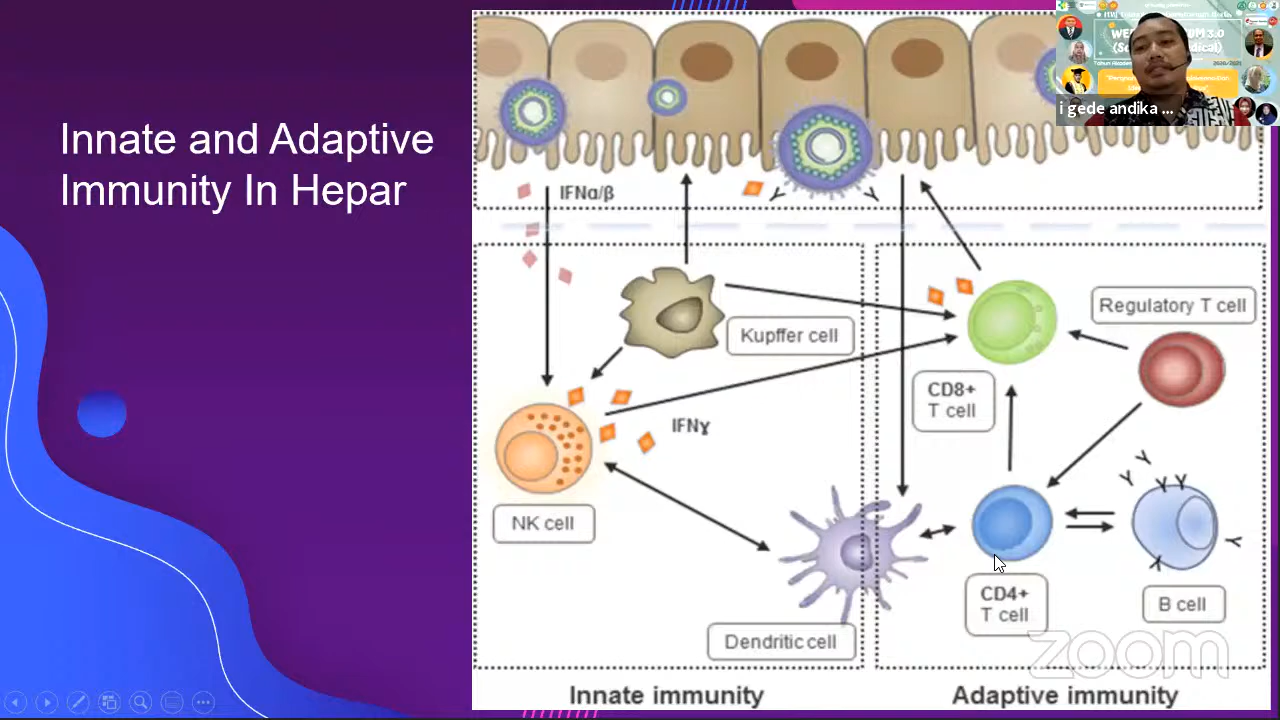 Innate and Adaptive
Immunity In Hepar
IFNα/β
Kupffer cell
Regulatory T cell
CD8+
T cell
IFNɣ
NK cell
Dendritic cell
CD4+
T cell
B cell
Innate immunity
Adaptive immunity
i gede andika ...
zoom